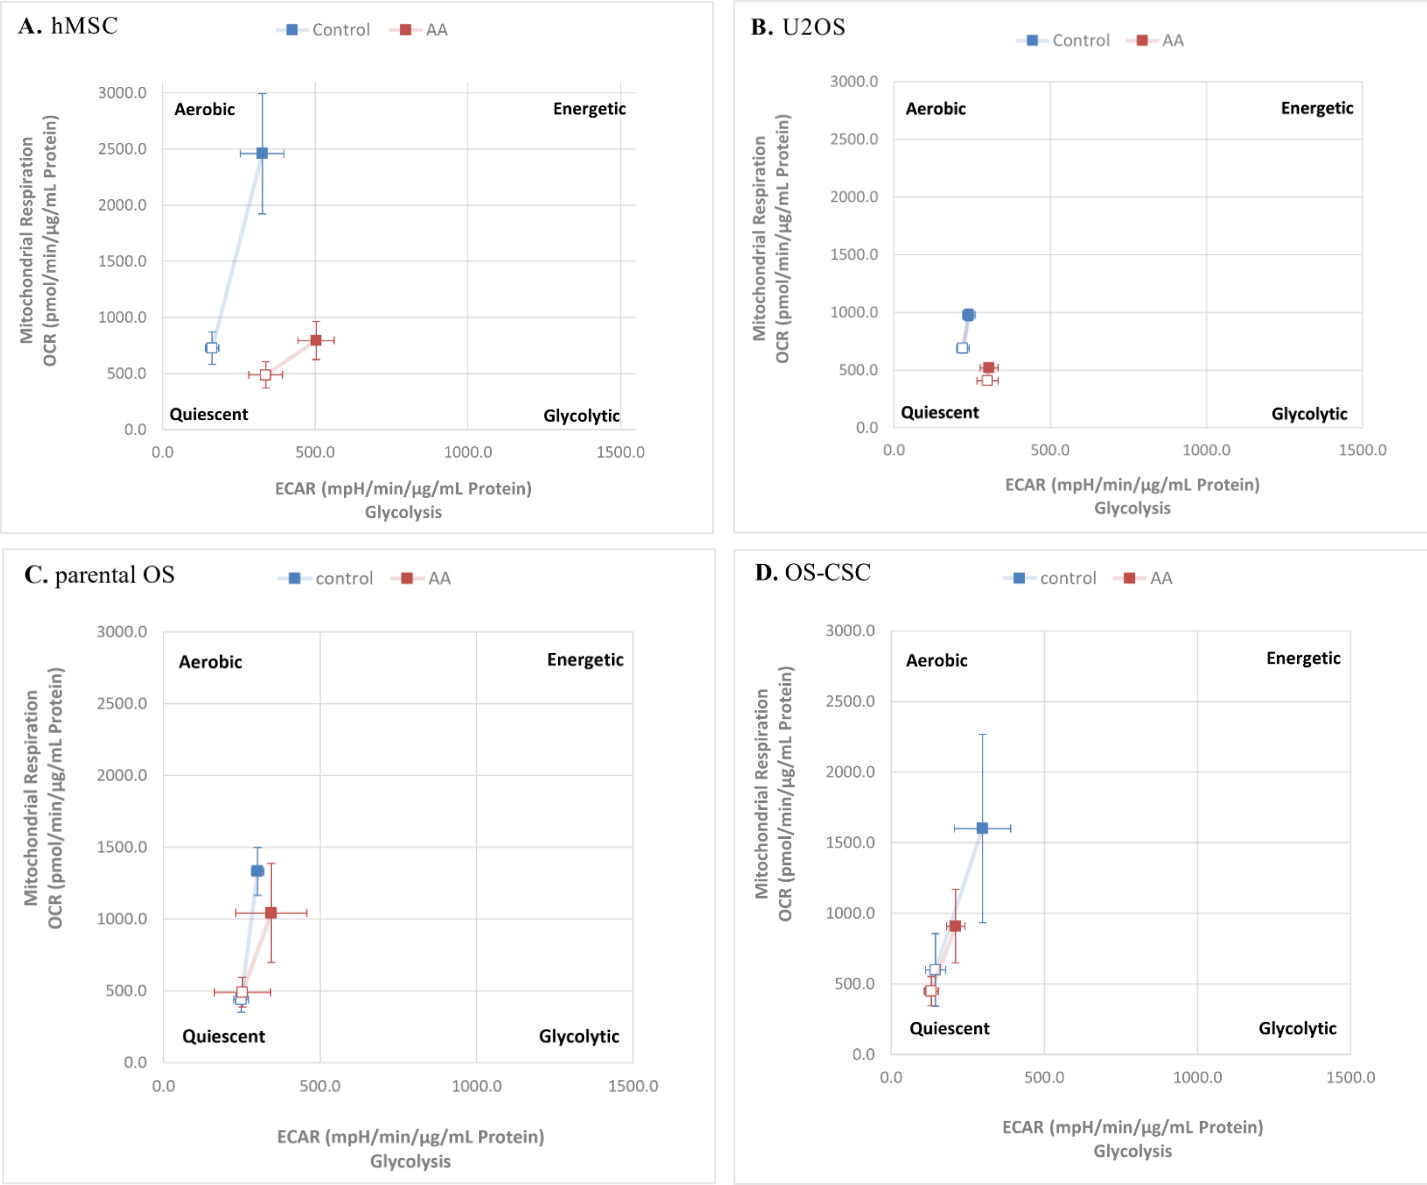 A. hMSC
Control
AA
3000.0
2500.0
2000.0
1500.0
1000.0
500.0
0.0
Mitochondrial Respiration
OCR (pmol/min/µg/mL Protein)
Aerobic
Energetic
Quiescent
Glycolytic
0.0
500.0
1000.0
1500.0
ECAR (mpH/min/µg/mL Protein)
Glycolysis
B. U2OS
Control
AA
3000.0
2500.0
2000.0
1500.0
1000.0
500.0
0.0
Mitochondrial Respiration
OCR (pmol/min/µg/mL Protein)
Aerobic
Energetic
Quiescent
Glycolytic
0.0
500.0
1000.0
1500.0
ECAR (mpH/min/µg/mL Protein)
Glycolysis
C. parental OS
control
AA
3000.0
2500.0
2000.0
1500.0
1000.0
500.0
0.0
Mitochondrial Respiration
OCR (pmol/min/µg/mL Protein)
Aerobic
Energetic
Quiescent
Glycolytic
0.0
500.0
1000.0
1500.0
ECAR (mpH/min/µg/mL Protein)
Glycolysis
D. OS-CSC
control
AA
3000.0
2500.0
2000.0
1500.0
1000.0
500.0
0.0
Mitochondrial Respiration
OCR (pmol/min/µg/mL Protein)
Aerobic
Energetic
Quiescent
Glycolytic
0.0
500.0
1000.0
1500.0
ECAR (mpH/min/µg/mL Protein)
Glycolysis